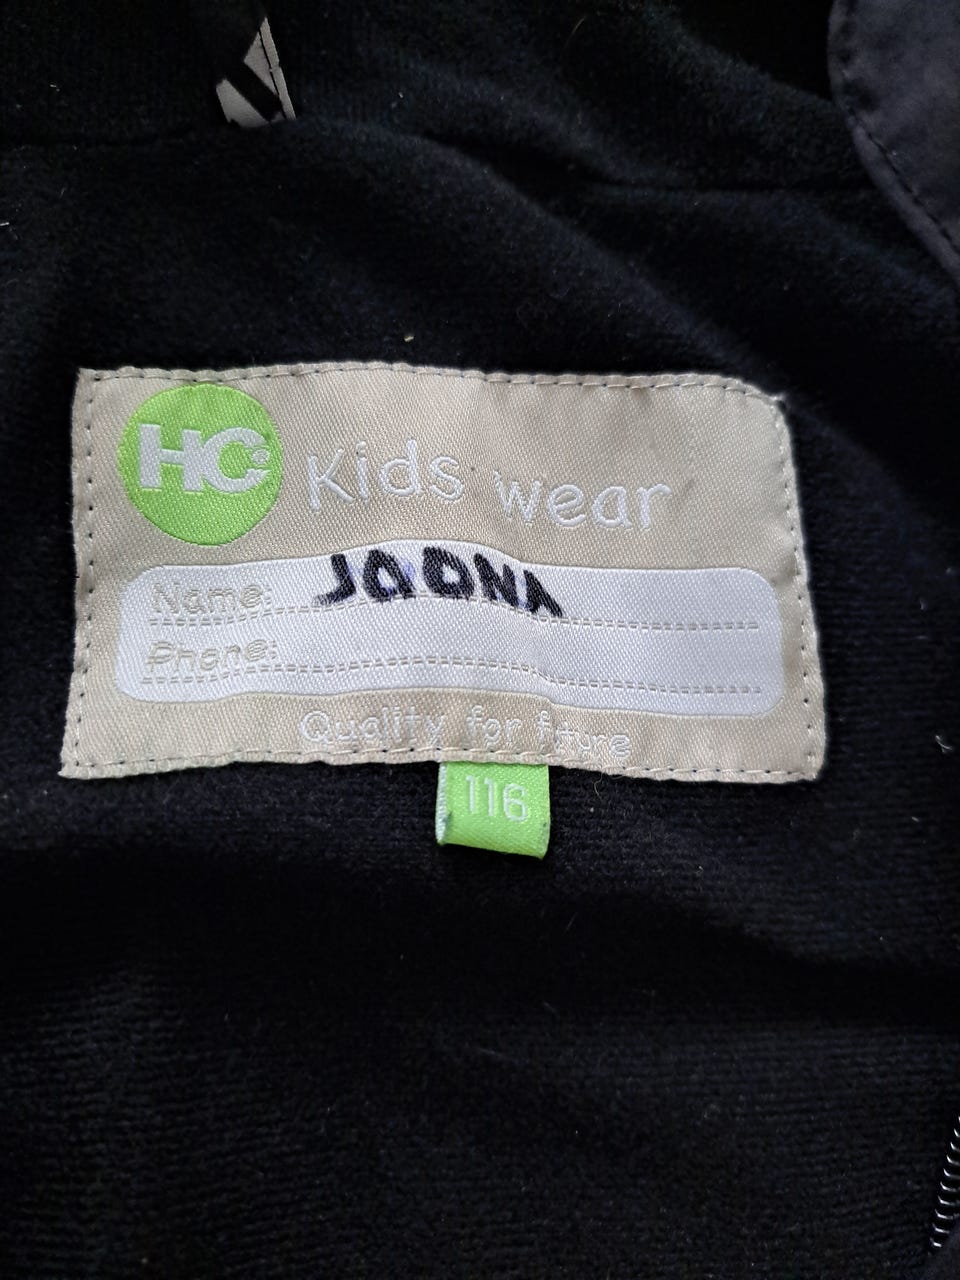 HC Kids wear
Name: JOONA
Phone:
Quality for future
116